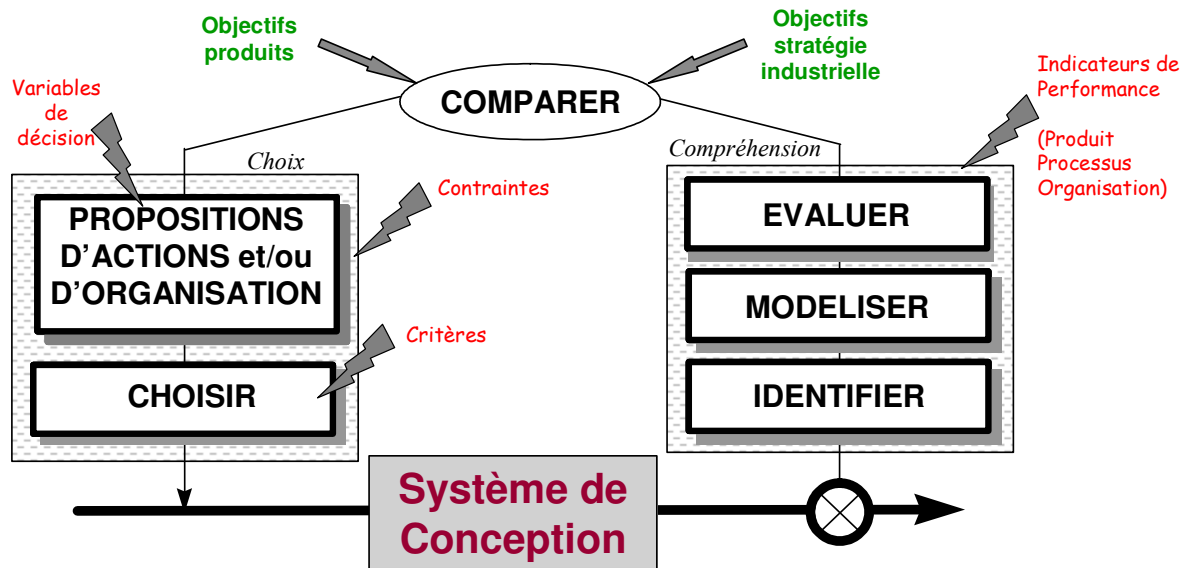 Objectifs
produits
Objectifs
stratégie
industrielle
COMPARER
Variables
de
décision
Indicateurs de
Performance
(Produit
Processus
Organisation)
Choix
Compréhension
Contraintes
PROPOSITIONS
D’ACTIONS et/ou
D’ORGANISATION
EVALUER
MODELISER
Critères
CHOISIR
IDENTIFIER
Système de
Conception